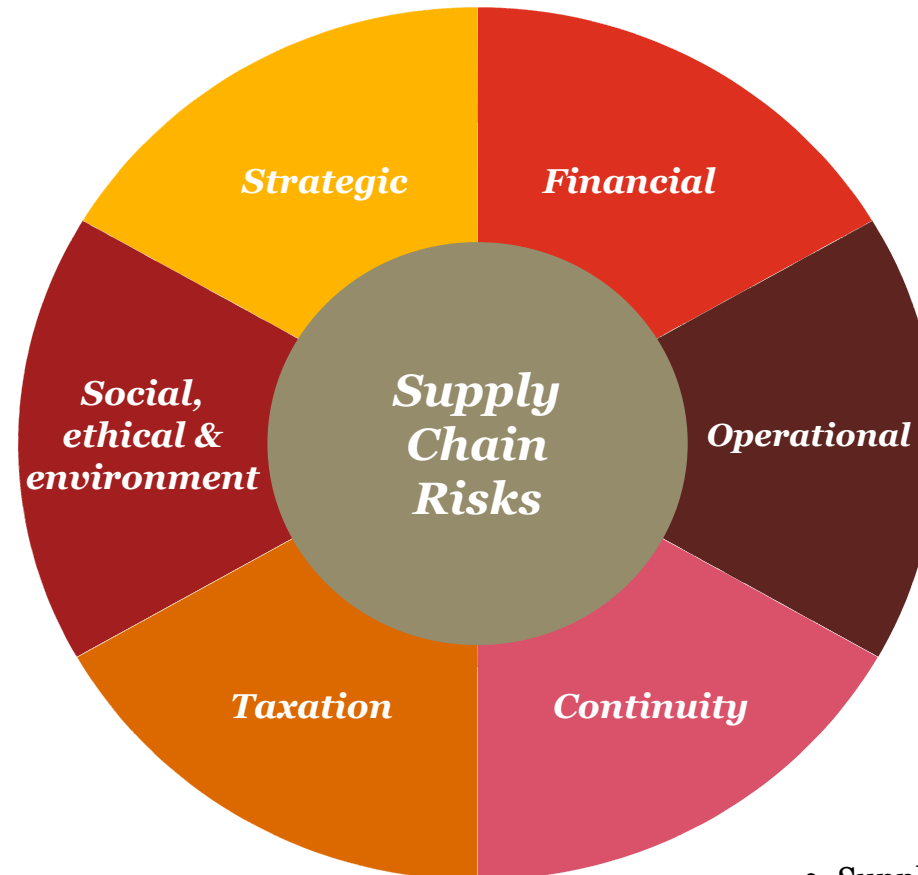 Strategic
Financial
Social,
ethical &
environment
Supply
Chain
Risks
Operational
Taxation
Continuity